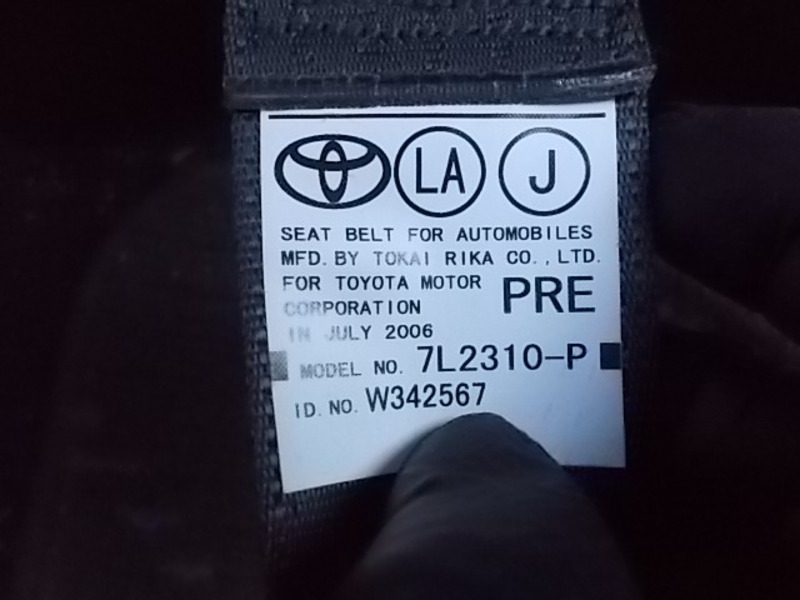 LA J
SEAT BELT FOR AUTOMOBILES
MFD. BY TOKAI RIKA CO., LTD.
FOR TOYOTA MOTOR
CORPORATION
PRE
IN JULY 2006
MODEL NO. 7L2310-P
ID. NO. W342567